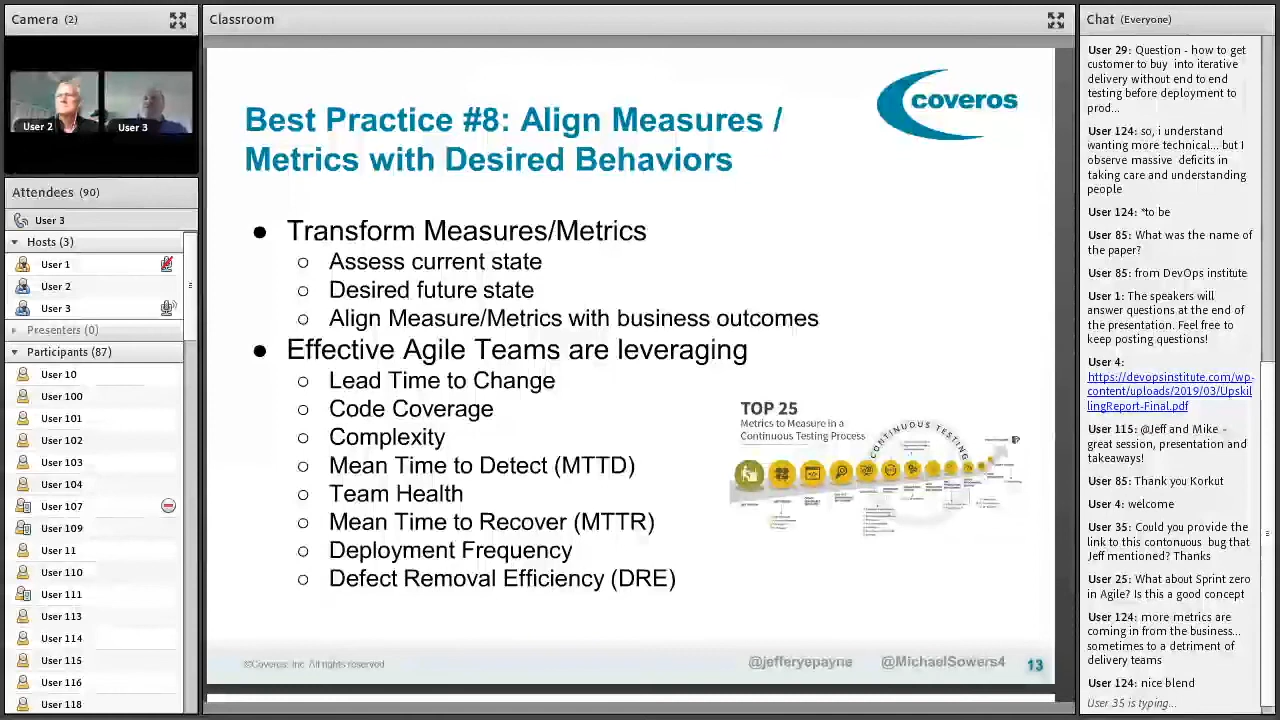 Camera (2)
User 2
User 3
Attendees (90)
User 3
Hosts (3)
User 1
User 2
User 3
Presenters (0)
Participants (87)
User 10
User 100
User 101
User 102
User 103
User 104
User 107
User 109
User 11
User 110
User 111
User 113
User 114
User 115
User 116
User 118
Classroom
coveros
Best Practice #8: Align Measures /
Metrics with Desired Behaviors
● Transform Measures/Metrics
○ Assess current state
○ Desired future state
○ Align Measure/Metrics with business outcomes
● Effective Agile Teams are leveraging
○ Lead Time to Change
○ Code Coverage
○ Complexity
○ Mean Time to Detect (MTTD)
○ Team Health
○ Mean Time to Recover (MTTR)
○ Deployment Frequency
○ Defect Removal Efficiency (DRE)
TOP 25
Metrics to Measure in a
Continuous Testing Process
CONTINUOUS TESTING
©Coveros, Inc. All rights reserved
@jefferyepayne @MichaelSowers4 13
Chat (Everyone)
User 29: Question - how to get
customer to buy into iterative
delivery without end to end
testing before deployment to
prod...
User 124: so, i understand
wanting more technical... but I
observe massive deficits in
taking care and understanding
people
User 124: *to be
User 85: What was the name of
the paper?
User 85: from DevOps institute
User 1: The speakers will
answer questions at the end of
the presentation. Feel free to
keep posting questions!
User 4:
https://devopsinstitute.com/wp-
content/uploads/2019/03/Upskil
lingReport-Final.pdf
User 115: @Jeff and Mike -
great session, presentation and
takeaways!
User 85: Thank you Korkut
User 4: welcome
User 35: Could you provide the
link to this contonuous bug that
Jeff mentioned? Thanks
User 25: What about Sprint zero
in Agile? Is this a good concept
User 124: more metrics are
coming in from the business...
sometimes to a detriment of
delivery teams
User 124: nice blend
User 35 is typing...